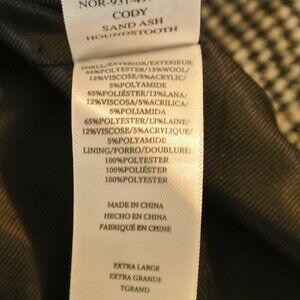 CODY
SAND ASH
HOUNDSTOOTH
SHELL/EXTERIOR/EXTERIEUR:
65%POLYESTER/13%WOOL/
12%VISCOSE/5%ACRYLIC/
5%POLYAMIDE
65%POLIÉSTER/13%LANA/
12%VISCOSA/5%ACRILICA/
5%POLIAMIDA
65%POLYESTER/13%LAINE/
12%VISCOSE/5%ACRYLIQUE/
5%POLYAMIDE
LINING/FORRO/DOUBLURE:
100%POLYESTER
100%POLIÉSTER
100%POLYESTER
MADE IN CHINA
HECHO EN CHINA
FABRIQUÉ EN CHINE
EXTRA LARGE
EXTRA GRANDE
TGRAND